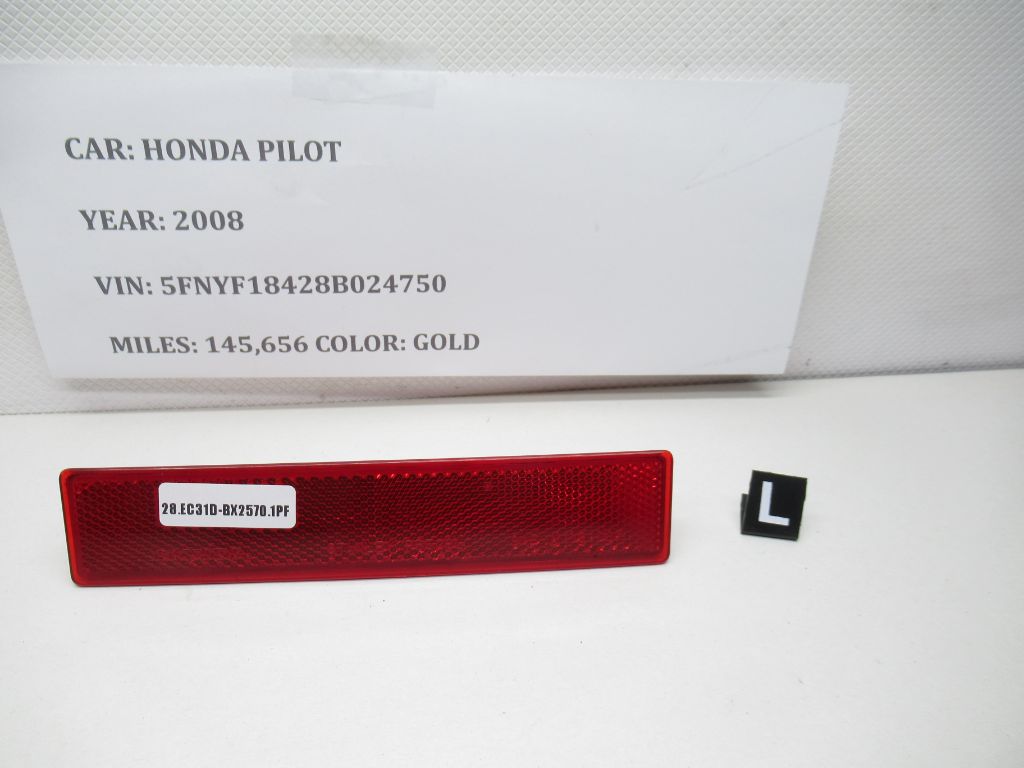 CAR: HONDA PILOT
YEAR: 2008
VIN: 5FNYF18428B024750
MILES: 145,656 COLOR: GOLD
28.EC31D-BX2570.1PF
L